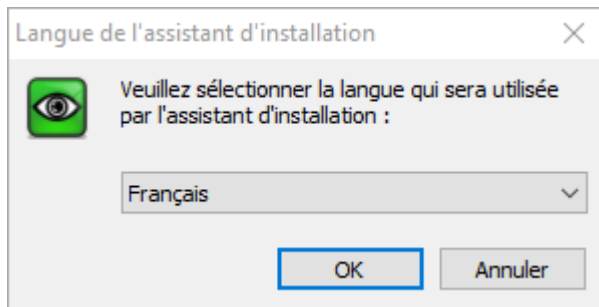 Langue de l'assistant d'installation
Veuillez sélectionner la langue qui sera utilisée
par l'assistant d'installation :
Français
OK Annuler